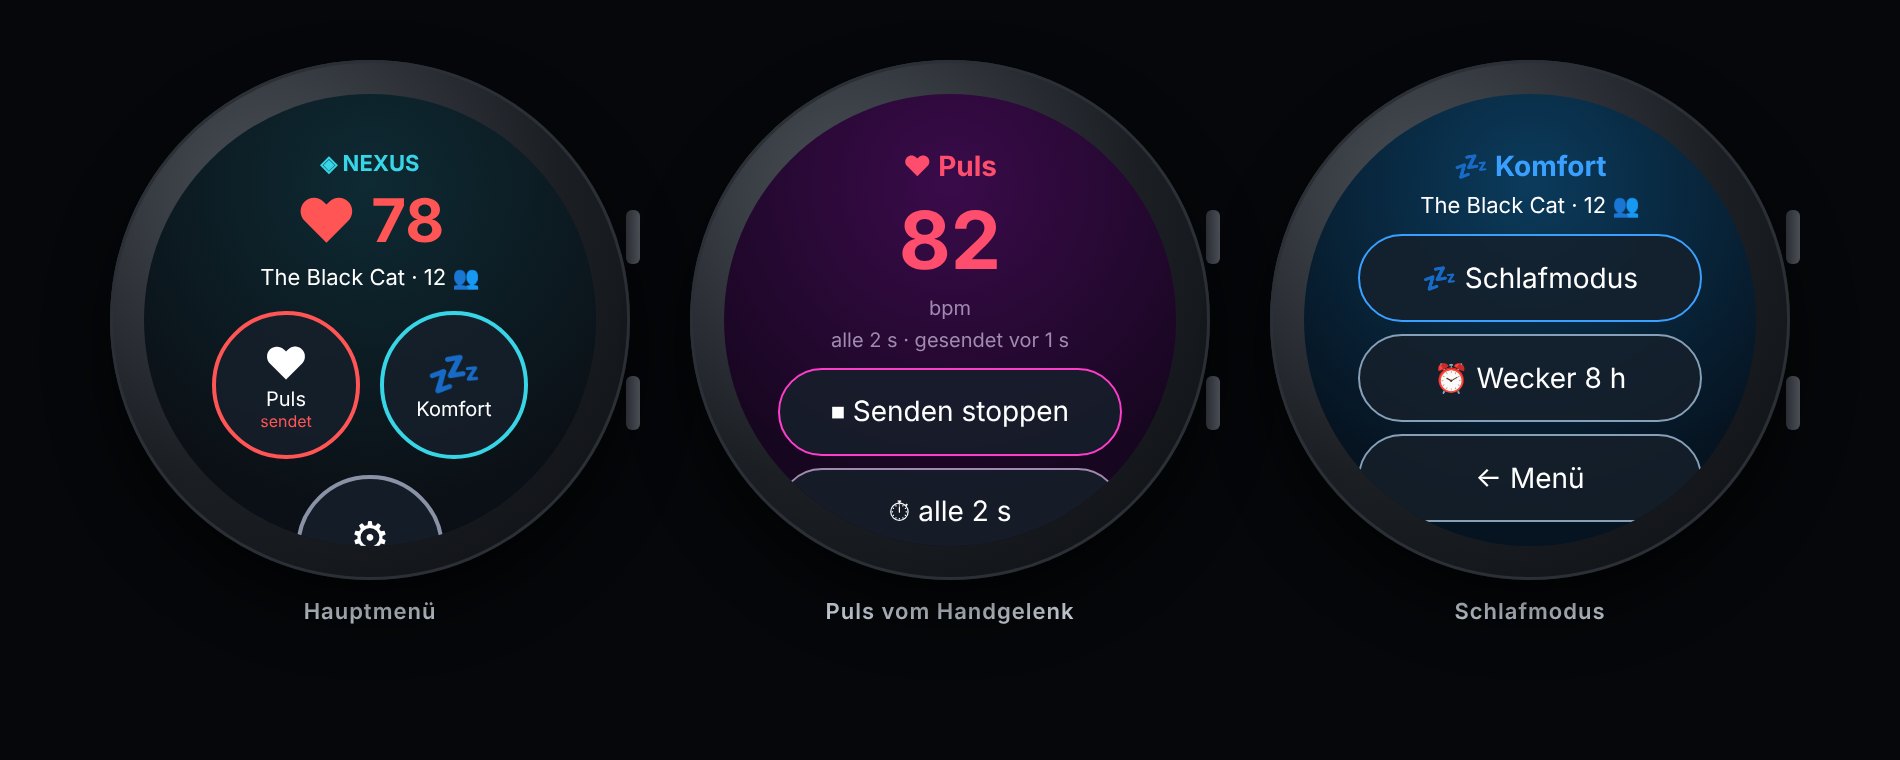 ◈ NEXUS
❤ 78
The Black Cat · 12 👥
❤ Puls
sendet
💤 Komfort
⚙
Hauptmenü
❤ Puls
82
bpm
alle 2 s · gesendet vor 1 s
■ Senden stoppen
⏱ alle 2 s
Puls vom Handgelenk
💤 Komfort
The Black Cat · 12 👥
💤 Schlafmodus
⏰ Wecker 8 h
← Menü
Schlafmodus